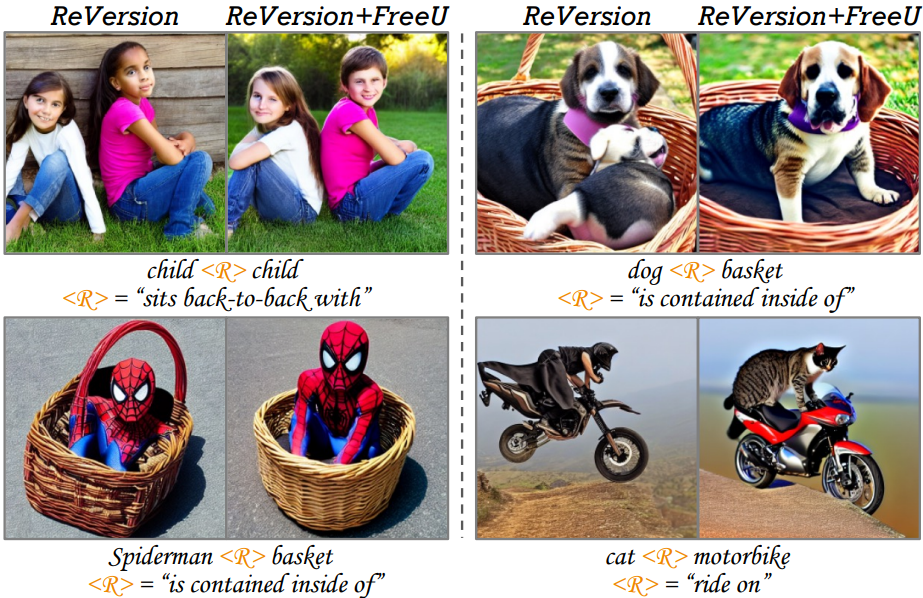 ReVersion ReVersion+FreeU ReVersion ReVersion+FreeU
child <R> child
<R> = “sits back-to-back with”
dog <R> basket
<R> = “is contained inside of”
Spiderman <R> basket
<R> = “is contained inside of”
cat <R> motorbike
<R> = “ride on”